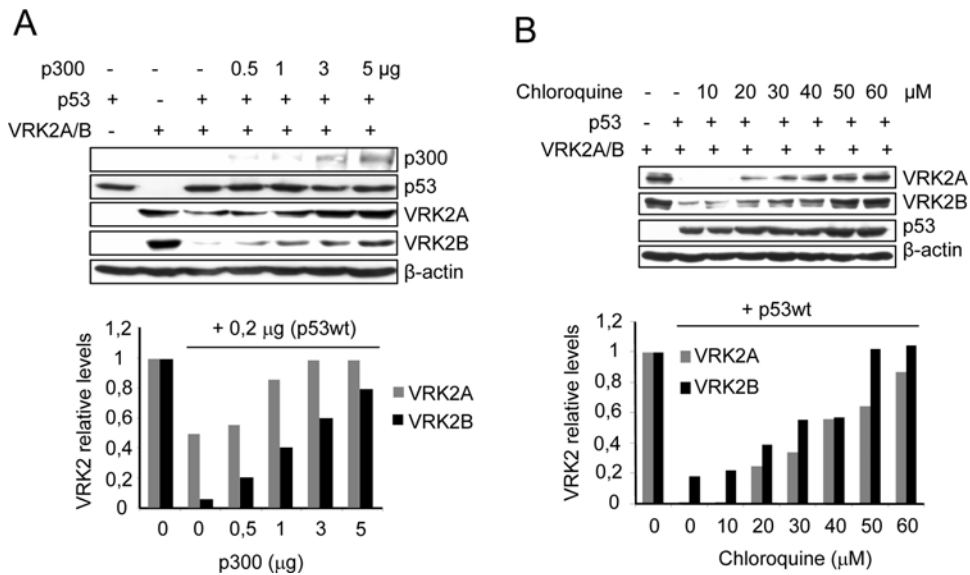 A
p300 - - - 0.5 1 3 5 µg
p53 + - + + + + +
VRK2A/B - + + + + + +
p300
p53
VRK2A
VRK2B
β-actin
+ 0,2 µg (p53wt)
VRK2 relative levels
1,2
1
0,8
0,6
0,4
0,2
0
VRK2A
VRK2B
0 0 0,5 1 3 5
p300 (µg)
B
Chloroquine - - 10 20 30 40 50 60 µM
p53 - + + + + + + +
VRK2A/B + + + + + + + +
VRK2A
VRK2B
p53
β-actin
+ p53wt
VRK2 relative levels
1,2
1
0,8
0,6
0,4
0,2
0
VRK2A
VRK2B
0 0 10 20 30 40 50 60
Chloroquine (µM)